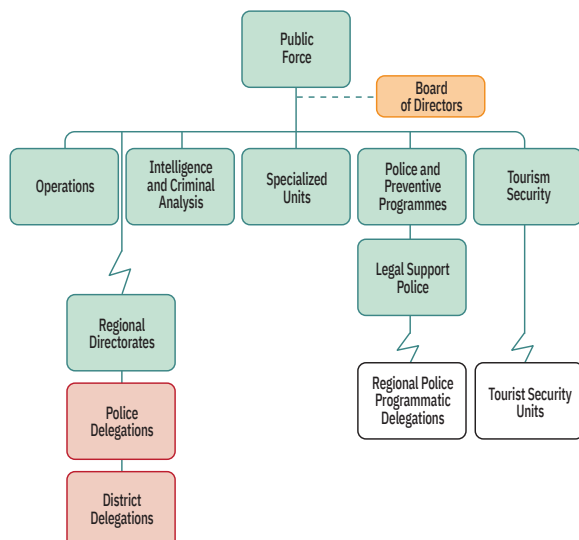 Public
Force
Board
of Directors
Operations
Intelligence
and Criminal
Analysis
Specialized
Units
Police and
Preventive
Programmes
Tourism
Security
Legal Support
Police
Regional
Directorates
Regional Police
Programmatic
Delegations
Tourist Security
Units
Police
Delegations
District
Delegations